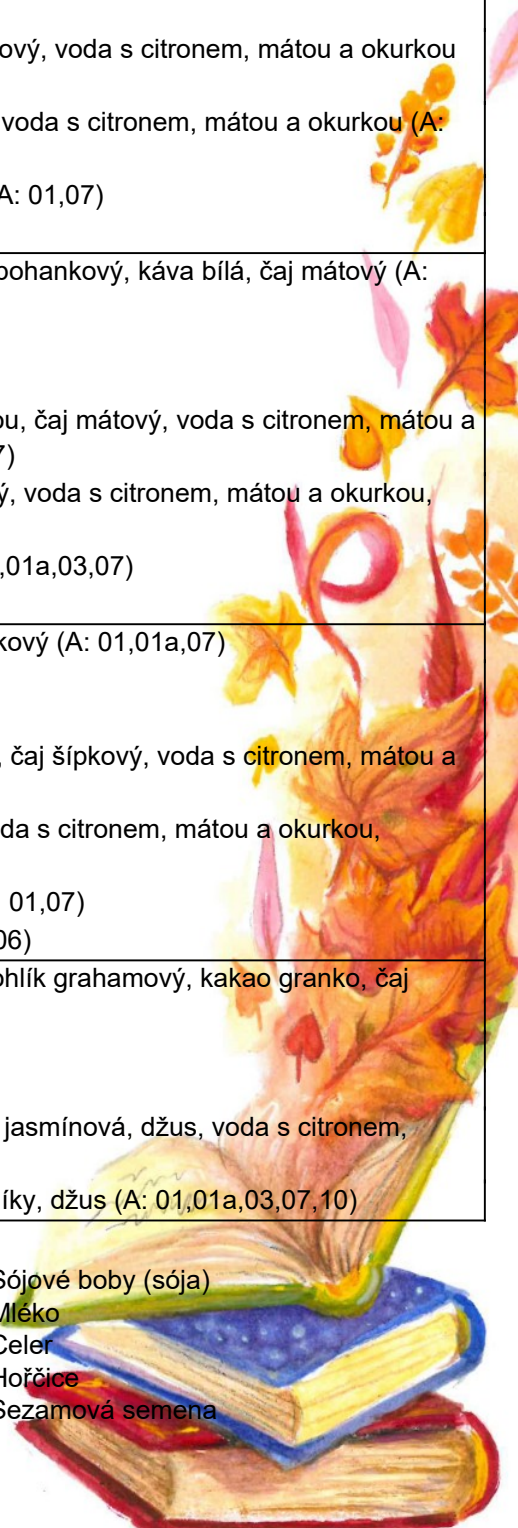 ový, voda s citronem, mátou a okurkou
voda s citronem, mátou a okurkou (A:
A: 01,07)
pohankový, káva bílá, čaj mátový (A:
ou, čaj mátový, voda s citronem, mátou a
7)
ý, voda s citronem, mátou a okurkou,
,01a,03,07)
kový (A: 01,01a,07)
, čaj šípkový, voda s citronem, mátou a
da s citronem, mátou a okurkou,
01,07)
06)
ohlík grahamový, kakao granko, čaj
jasmínová, džus, voda s citronem,
íky, džus (A: 01,01a,03,07,10)
Sójové boby (sója)
Mléko
Celer
Hořčice
Sezamová semena